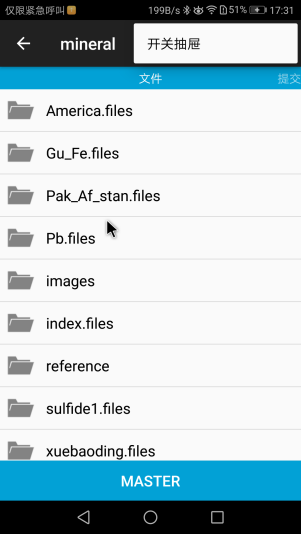 仅限紧急呼叫 199B/s 51% 17:31
mineral 开关抽屉
文件 提交
America.files
Gu_Fe.files
Pak_Af_stan.files
Pb.files
images
index.files
reference
sulfide1.files
xuebaoding.files
MASTER